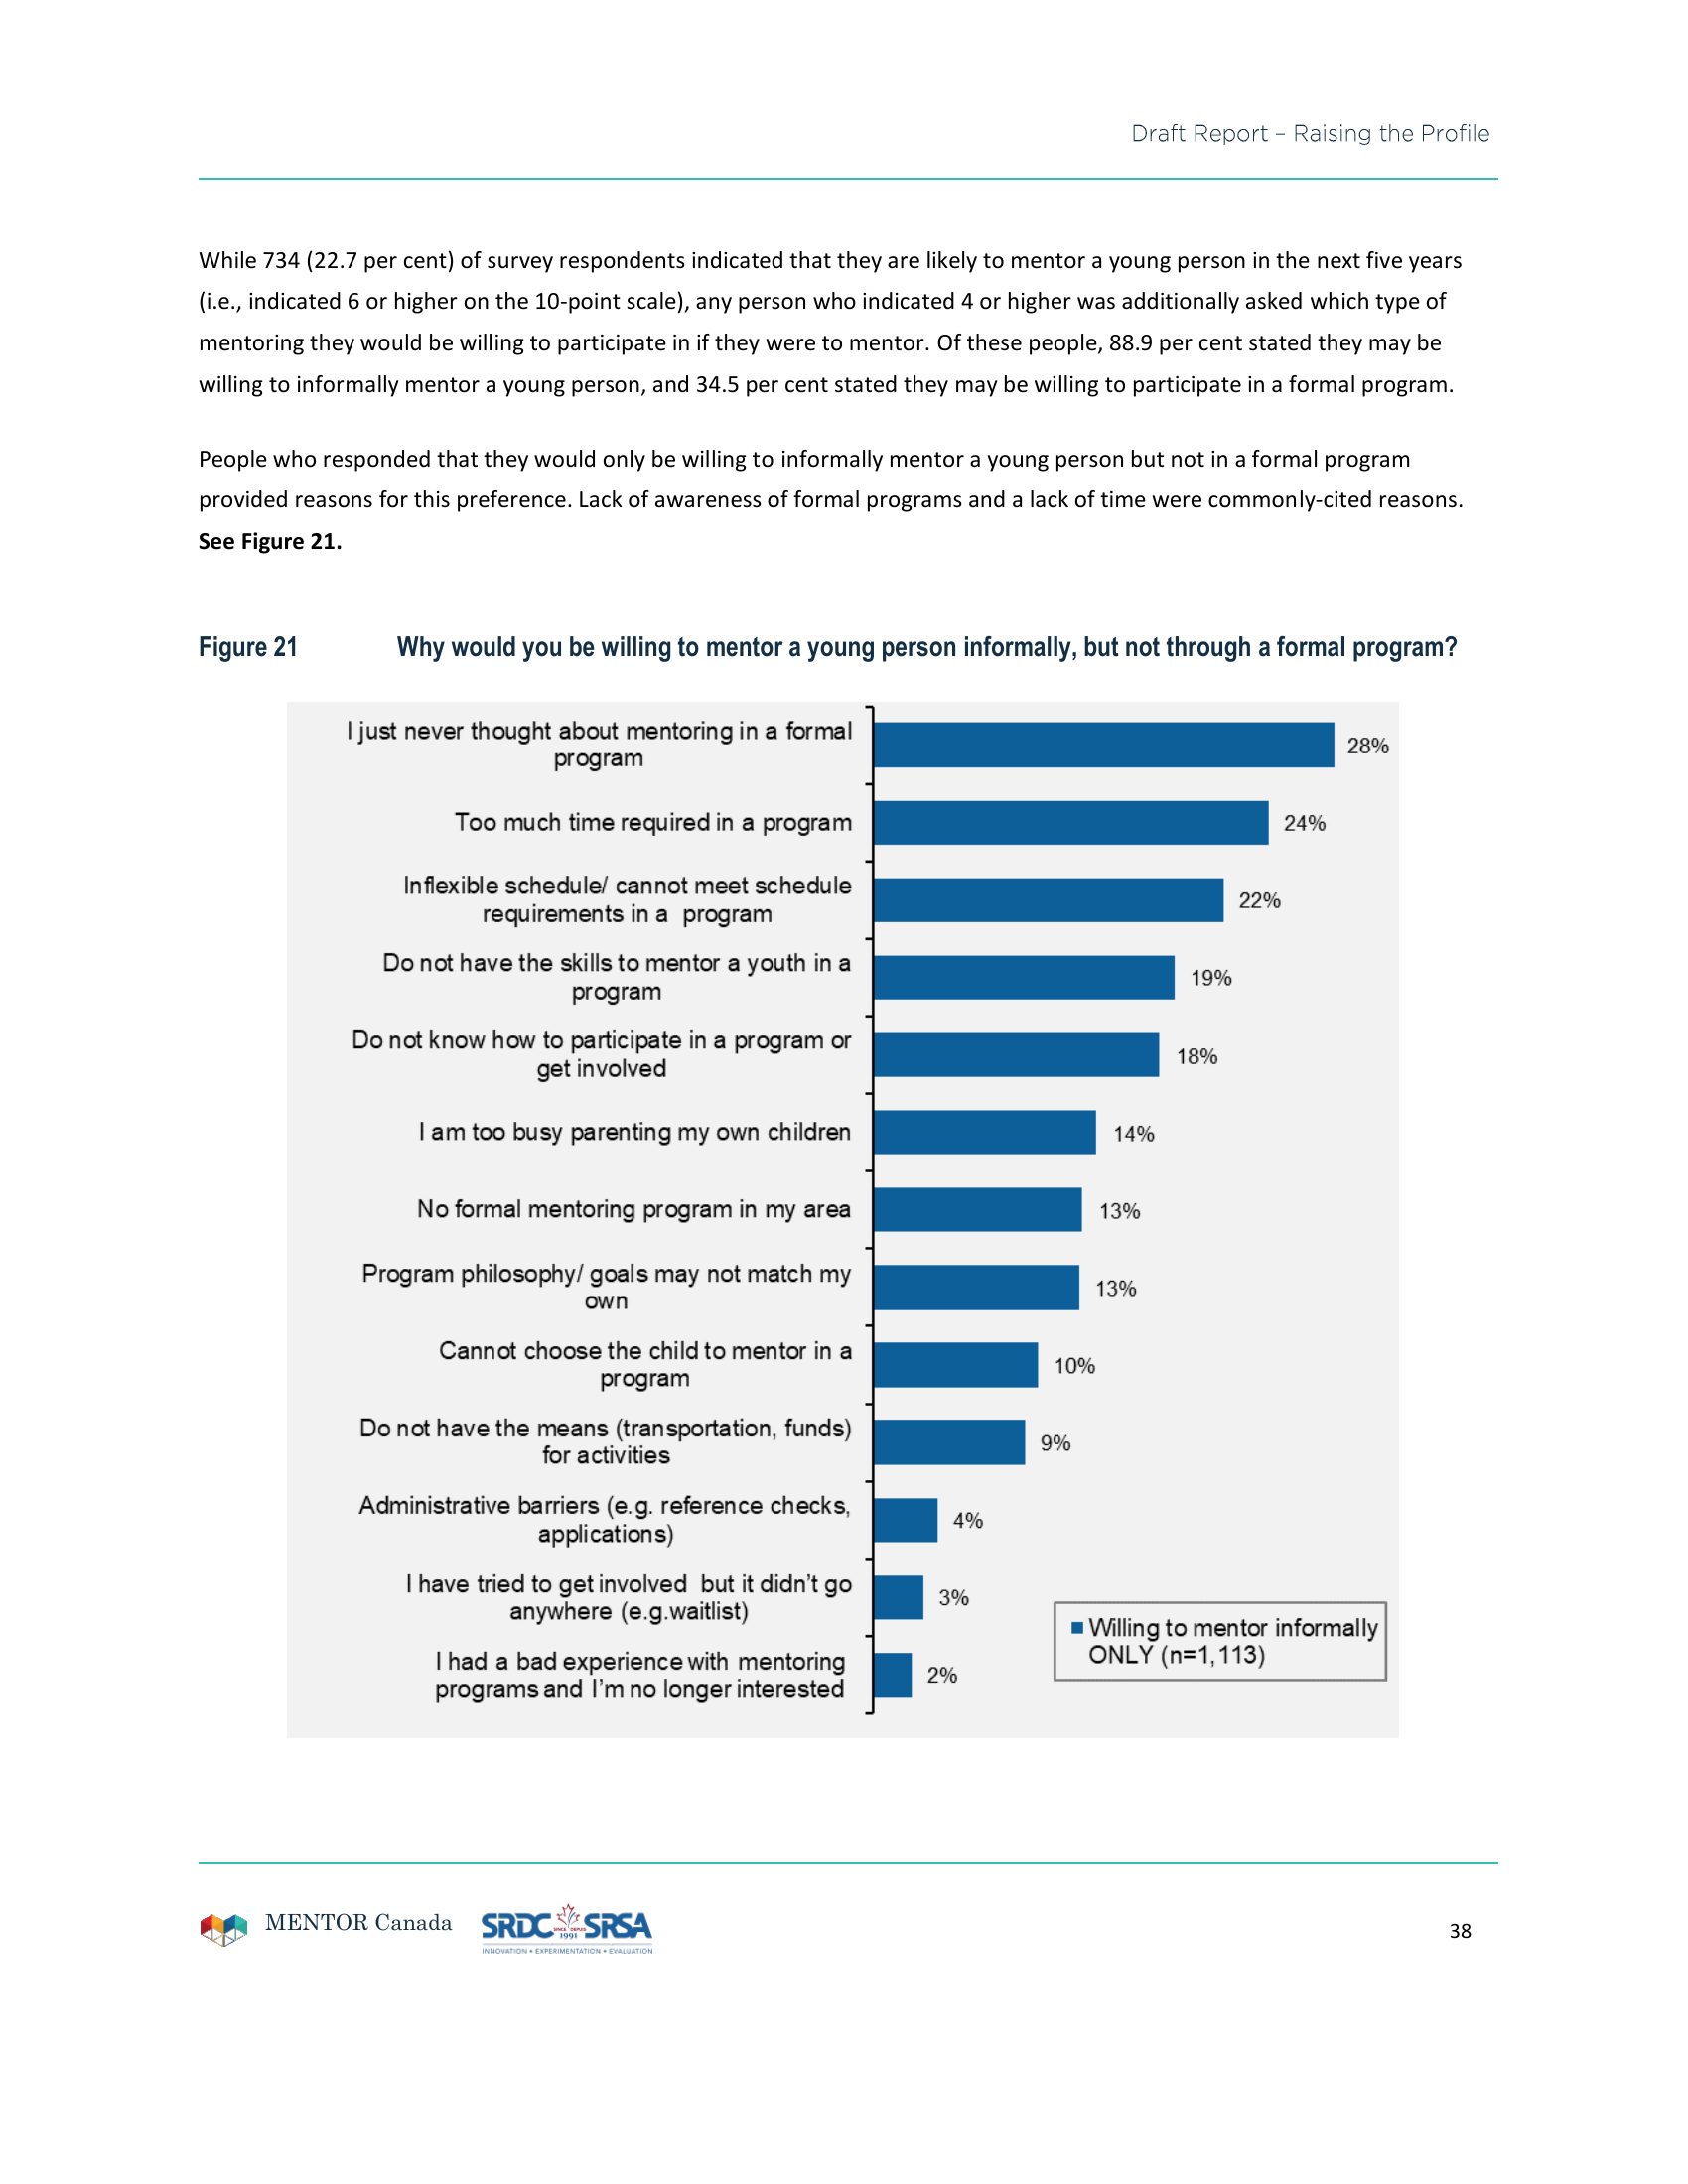 Draft Report – Raising the Profile
While 734 (22.7 per cent) of survey respondents indicated that they are likely to mentor a young person in the next five years
(i.e., indicated 6 or higher on the 10-point scale), any person who indicated 4 or higher was additionally asked which type of
mentoring they would be willing to participate in if they were to mentor. Of these people, 88.9 per cent stated they may be
willing to informally mentor a young person, and 34.5 per cent stated they may be willing to participate in a formal program.
People who responded that they would only be willing to informally mentor a young person but not in a formal program
provided reasons for this preference. Lack of awareness of formal programs and a lack of time were commonly-cited reasons.
See Figure 21.
Figure 21 Why would you be willing to mentor a young person informally, but not through a formal program?
I just never thought about mentoring in a formal
program
28%
Too much time required in a program
24%
Inflexible schedule/ cannot meet schedule
requirements in a program
22%
Do not have the skills to mentor a youth in a
program
19%
Do not know how to participate in a program or
get involved
18%
I am too busy parenting my own children
14%
No formal mentoring program in my area
13%
Program philosophy/ goals may not match my
own
13%
Cannot choose the child to mentor in a
program
10%
Do not have the means (transportation, funds)
for activities
9%
Administrative barriers (e.g. reference checks,
applications)
4%
I have tried to get involved but it didn't go
anywhere (e.g.waitlist)
3%
I had a bad experience with mentoring
programs and I'm no longer interested
2%
Willing to mentor informally
ONLY (n=1,113)
MENTOR Canada
SRDC SRSA
SINCE DEPUIS
1991
INNOVATION • EXPERIMENTATION • EVALUATION
38